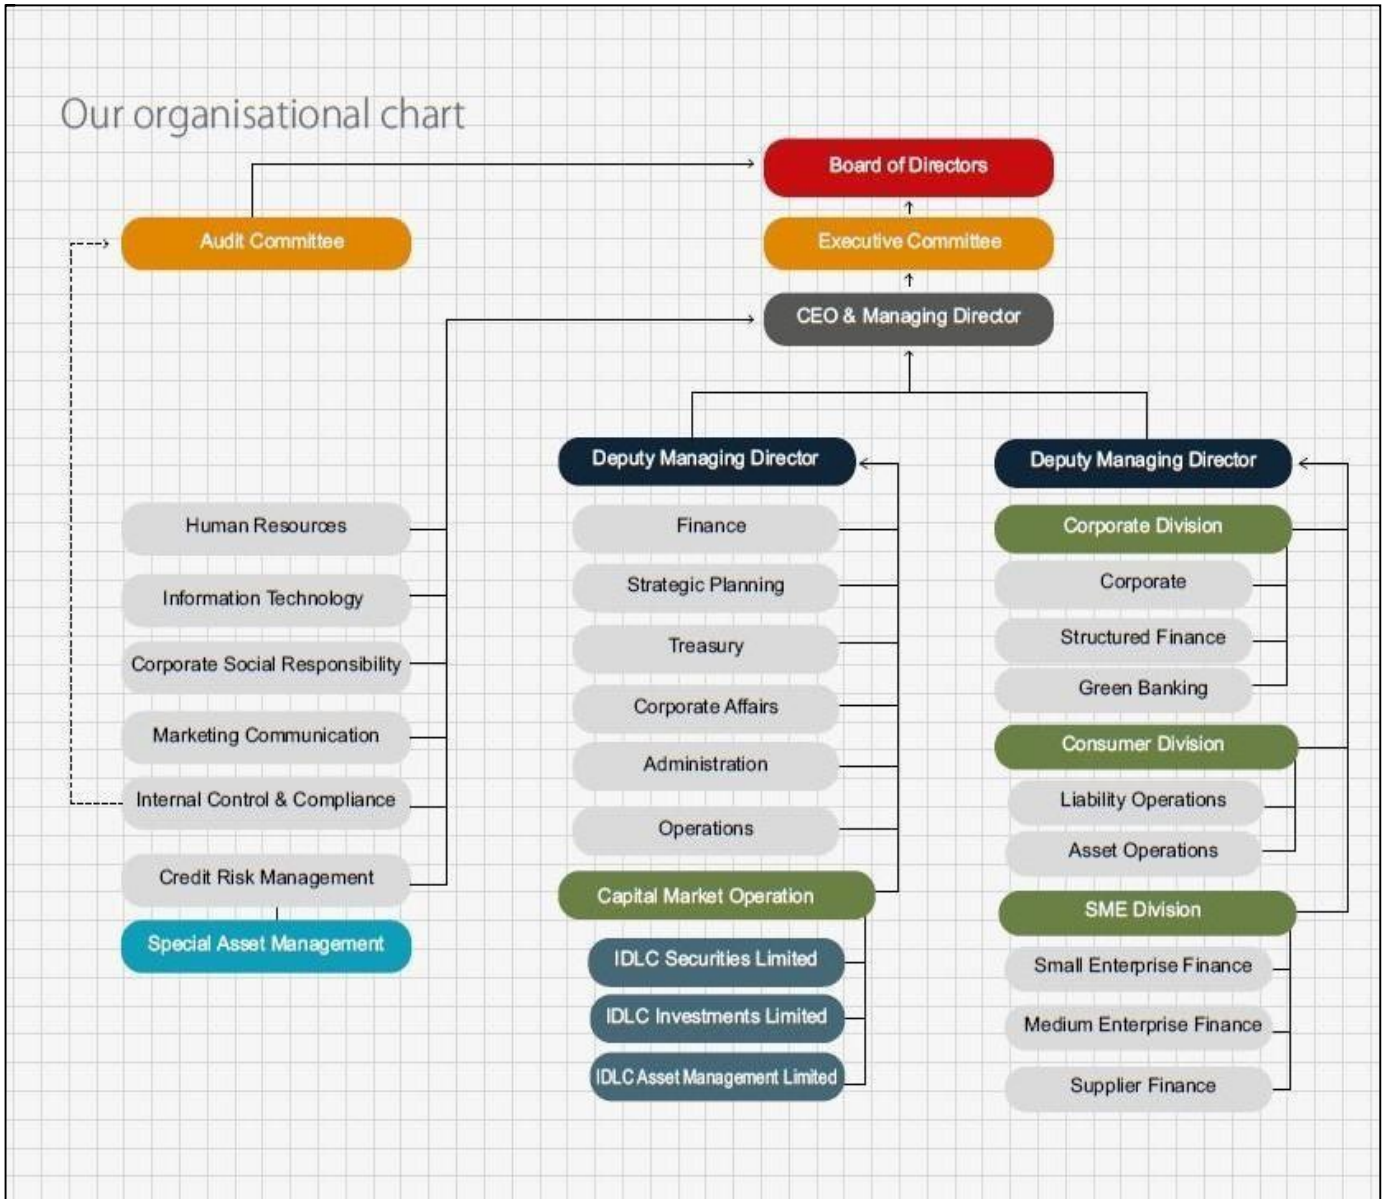 Our organisational chart
Board of Directors
Audit Committee
Executive Committee
CEO & Managing Director
Deputy Managing Director
Deputy Managing Director
Human Resources
Information Technology
Corporate Social Responsibility
Marketing Communication
Internal Control & Compliance
Credit Risk Management
Special Asset Management
Finance
Strategic Planning
Treasury
Corporate Affairs
Administration
Operations
Capital Market Operation
IDLC Securities Limited
IDLC Investments Limited
IDLC Asset Management Limited
Corporate Division
Corporate
Structured Finance
Green Banking
Consumer Division
Liability Operations
Asset Operations
SME Division
Small Enterprise Finance
Medium Enterprise Finance
Supplier Finance